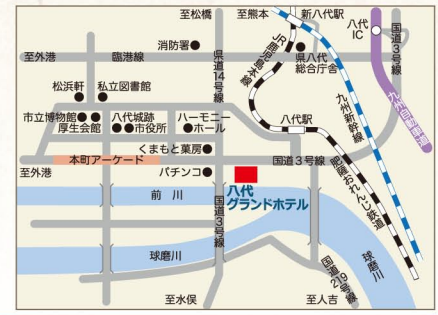 至松橋
至熊本
新八代駅
八代
IC
国道3号線
消防署
至外港
臨港線
県道14号線
JR鹿児島本線
県八代
総合庁舎
九州自動車道
松浜軒
私立図書館
九州新幹線
市立博物館
厚生会館
八代城跡
市役所
ハーモニー
ホール
八代駅
くまもと菓房
国道3号線
本町アーケード
至外港
パチンコ
肥薩おれんじ鉄道
八代
グランドホテル
前川
国道3号線
球磨川
国道219号線
球磨川
至水俣
至人吉